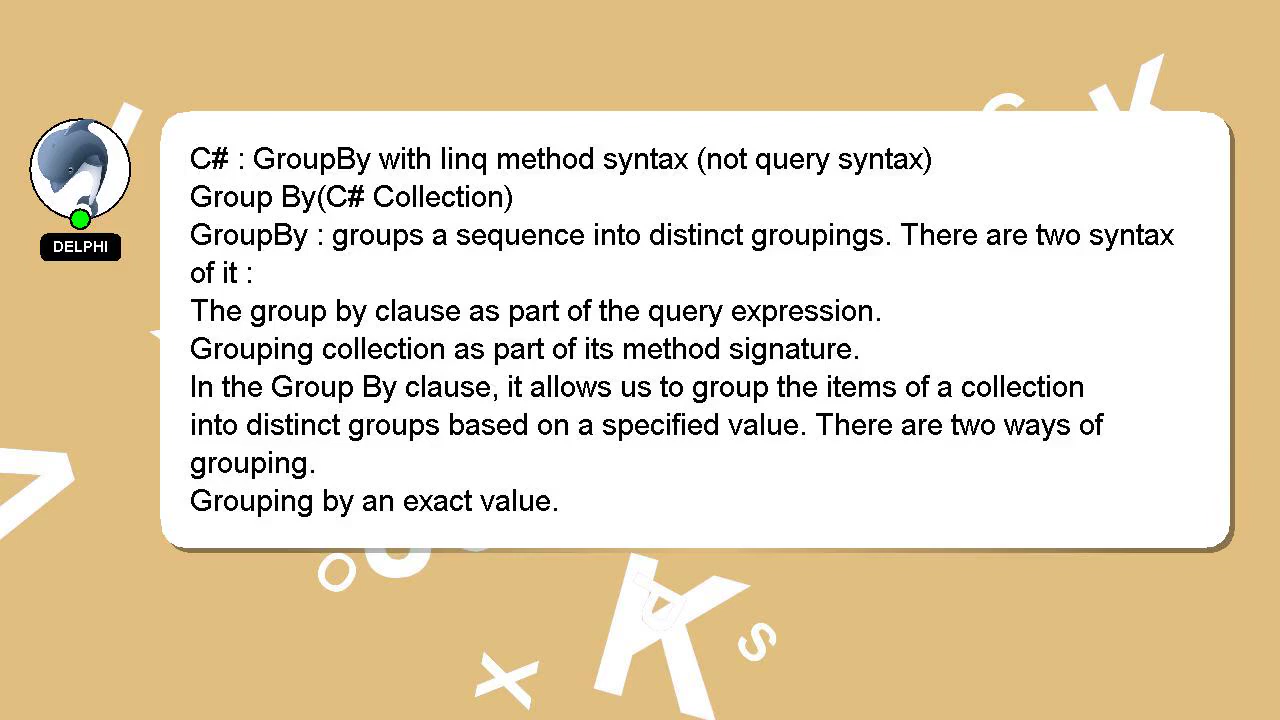 C# : GroupBy with linq method syntax (not query syntax)
Group By(C# Collection)
GroupBy : groups a sequence into distinct groupings. There are two syntax
of it :
The group by clause as part of the query expression.
Grouping collection as part of its method signature.
In the Group By clause, it allows us to group the items of a collection
into distinct groups based on a specified value. There are two ways of
grouping.
Grouping by an exact value.
DELPHI